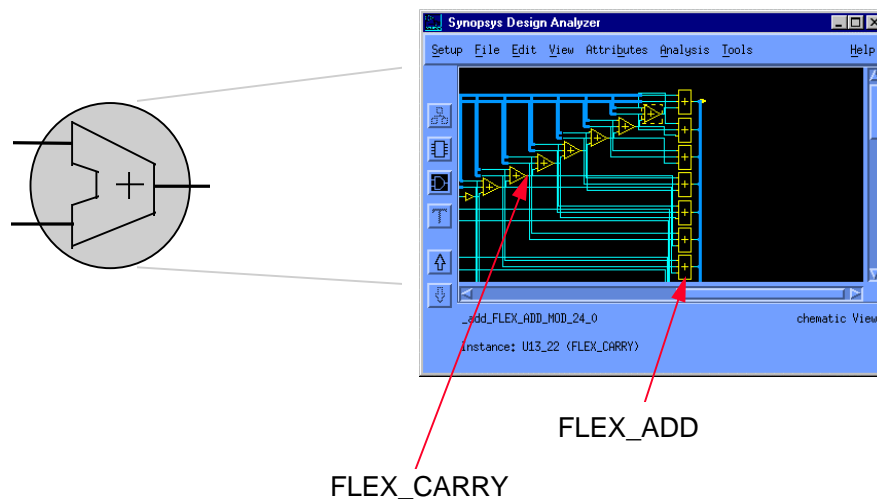 Synopsys Design Analyzer
Setup File Edit View Attributes Analysis Tools Help
_add_FLEX_ADD_MOD_24_0 chematic View
Instance: U13_22 (FLEX_CARRY)
FLEX_ADD
FLEX_CARRY